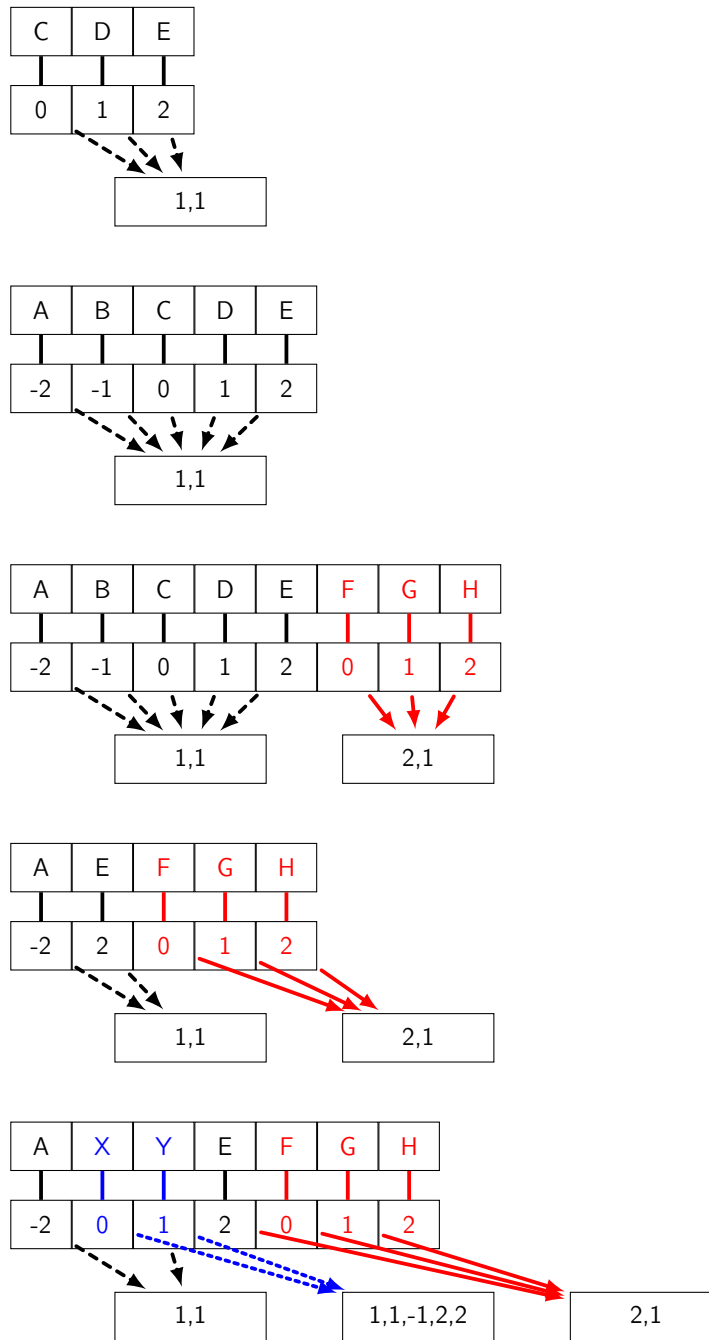 C D E
0 1 2
1,1
A B C D E
-2 -1 0 1 2
1,1
A B C D E F G H
-2 -1 0 1 2 0 1 2
1,1 2,1
A E F G H
-2 2 0 1 2
1,1 2,1
A X Y E F G H
-2 0 1 2 0 1 2
1,1 1,1,-1,2,2 2,1